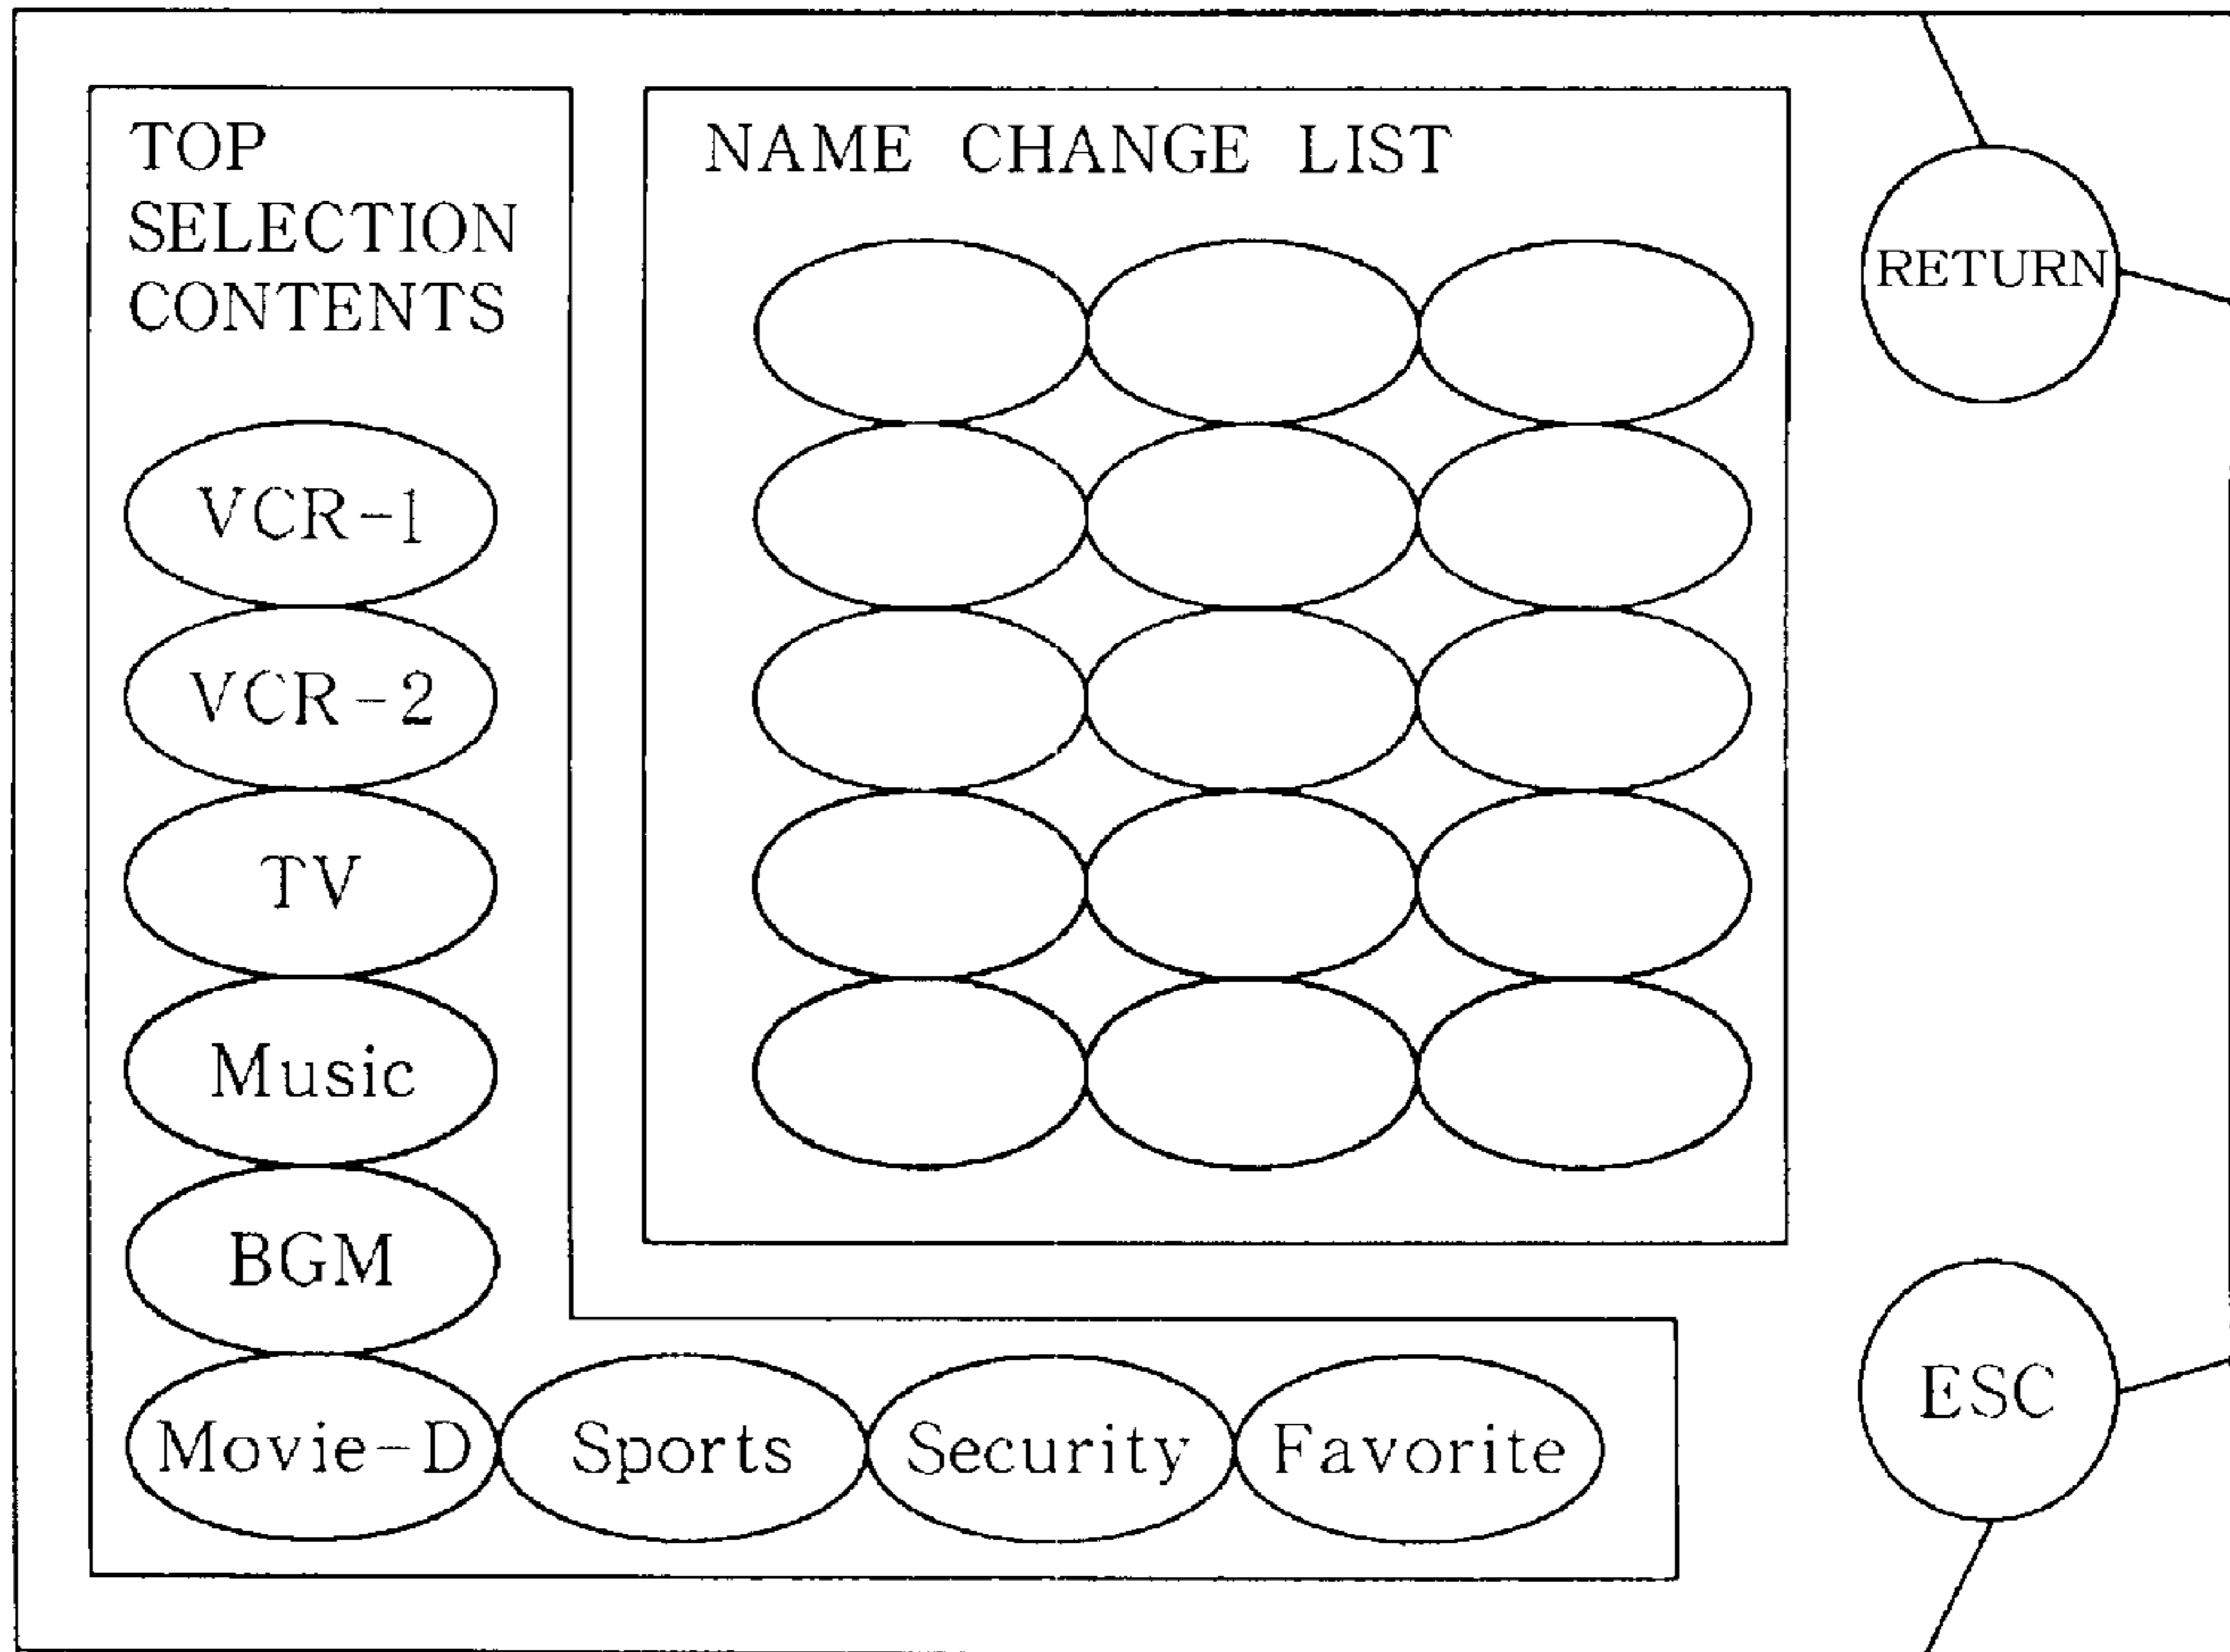 TOP
SELECTION
CONTENTS
VCR-1
VCR-2
TV
Music
BGM
Movie-D Sports Security Favorite
NAME CHANGE LIST
RETURN
ESC